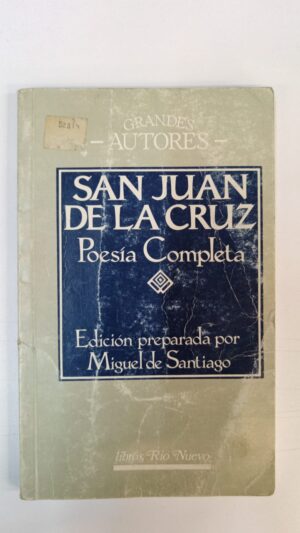 GRANDES
– AUTORES –
SAN JUAN
DE LA CRUZ
Poesía Completa
Edición preparada por
Miguel de Santiago
libros Río Nuevo